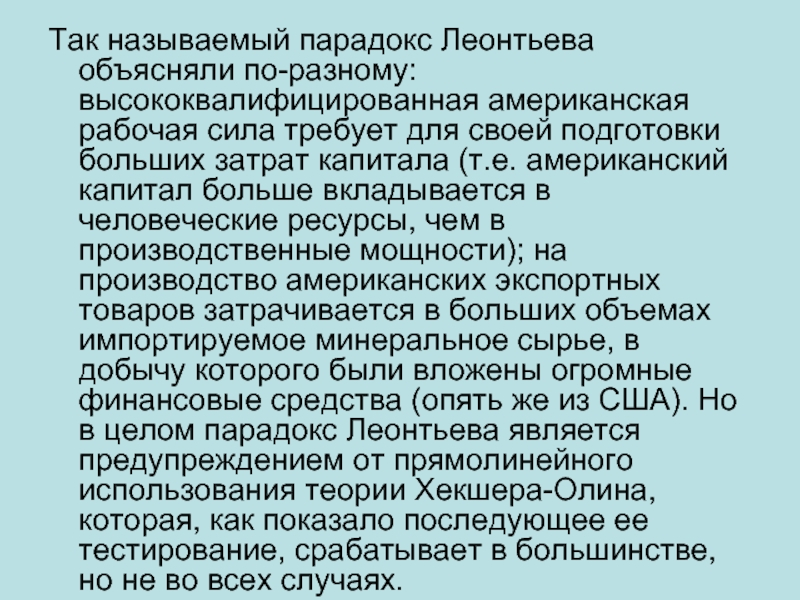 Так называемый парадокс Леонтьева
объясняли по-разному:
высококвалифицированная американская
рабочая сила требует для своей подготовки
больших затрат капитала (т.е. американский
капитал больше вкладывается в
человеческие ресурсы, чем в
производственные мощности); на
производство американских экспортных
товаров затрачивается в больших объемах
импортируемое минеральное сырье, в
добычу которого были вложены огромные
финансовые средства (опять же из США). Но
в целом парадокс Леонтьева является
предупреждением от прямолинейного
использования теории Хекшера-Олина,
которая, как показало последующее ее
тестирование, срабатывает в большинстве,
но не во всех случаях.